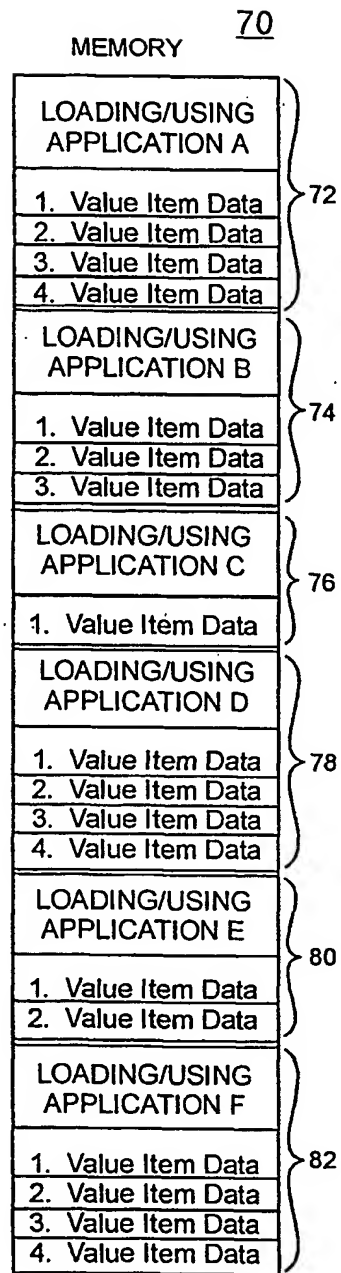 70
MEMORY
LOADING/USING
APPLICATION A
72
1. Value Item Data
2. Value Item Data
3. Value Item Data
4. Value Item Data
LOADING/USING
APPLICATION B
74
1. Value Item Data
2. Value Item Data
3. Value Item Data
LOADING/USING
APPLICATION C
76
1. Value Item Data
LOADING/USING
APPLICATION D
78
1. Value Item Data
2. Value Item Data
3. Value Item Data
4. Value Item Data
LOADING/USING
APPLICATION E
80
1. Value Item Data
2. Value Item Data
LOADING/USING
APPLICATION F
82
1. Value Item Data
2. Value Item Data
3. Value Item Data
4. Value Item Data